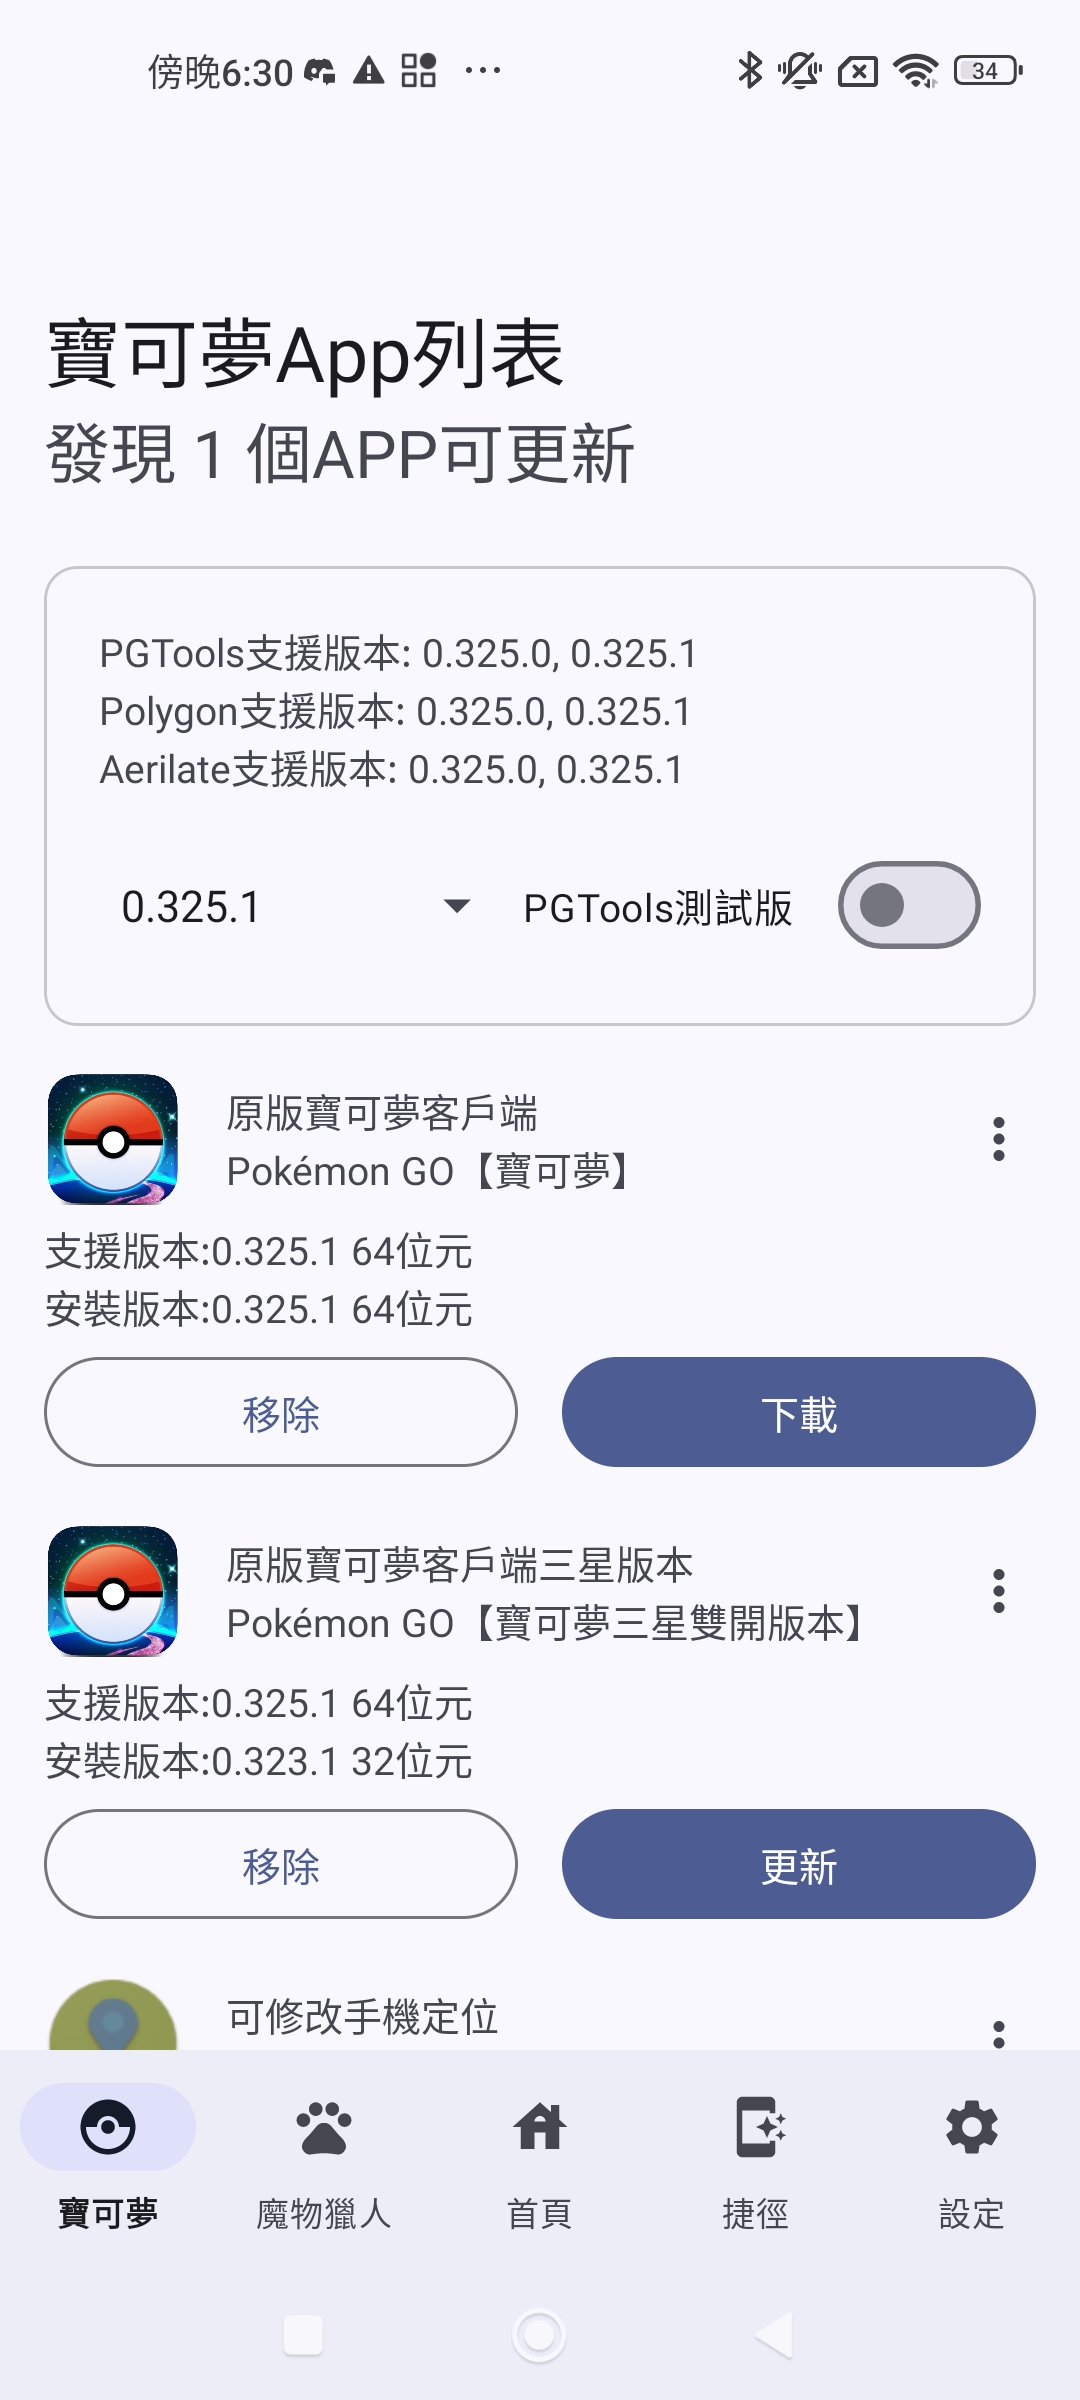 傍晚6:30
34
寶可夢App列表
發現 1 個APP可更新
PGTools支援版本: 0.325.0, 0.325.1
Polygon支援版本: 0.325.0, 0.325.1
Aerilate支援版本: 0.325.0, 0.325.1
0.325.1
PGTools測試版
原版寶可夢客戶端
Pokémon GO【寶可夢】
支援版本:0.325.1 64位元
安裝版本:0.325.1 64位元
移除
下載
原版寶可夢客戶端三星版本
Pokémon GO【寶可夢三星雙開版本】
支援版本:0.325.1 64位元
安裝版本:0.323.1 32位元
移除
更新
可修改手機定位
寶可夢
魔物獵人
首頁
捷徑
設定